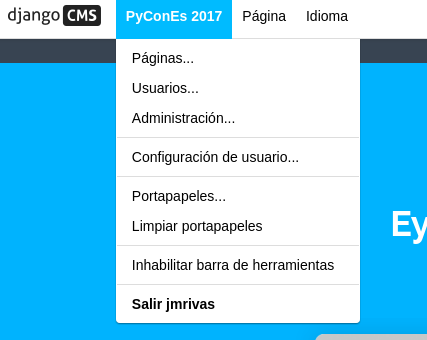 django CMS PyConEs 2017 Página Idioma
Páginas...
Usuarios...
Administración...
Configuración de usuario...
Portapapeles...
Limpiar portapapeles
Ey
Inhabilitar barra de herramientas
Salir jmrivas